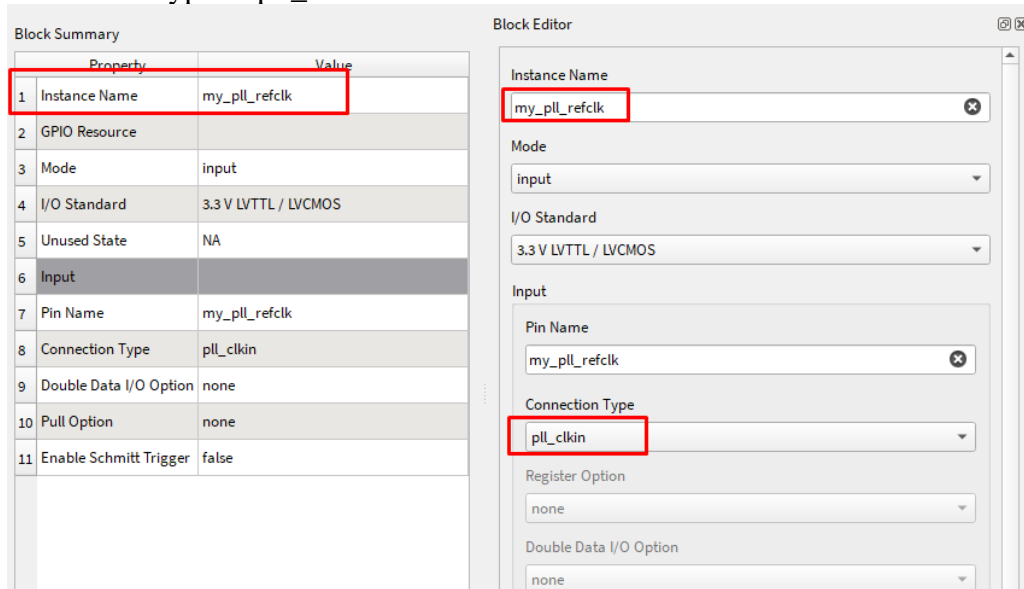 Block Summary
Property Value
1 Instance Name my_pll_refclk
2 GPIO Resource
3 Mode input
4 I/O Standard 3.3 V LVTTL / LVCMOS
5 Unused State NA
6 Input
7 Pin Name my_pll_refclk
8 Connection Type pll_clkin
9 Double Data I/O Option none
10 Pull Option none
11 Enable Schmitt Trigger false
Block Editor
Instance Name
my_pll_refclk
Mode
input
I/O Standard
3.3 V LVTTL / LVCMOS
Input
Pin Name
my_pll_refclk
Connection Type
pll_clkin
Register Option
none
Double Data I/O Option
none